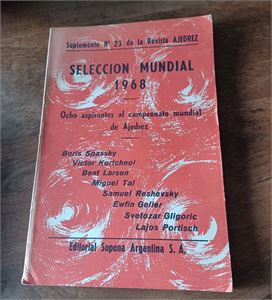 Suplemento Nº 23 de la Revista AJEDREZ
SELECCION MUNDIAL
1968
Ocho aspirantes al campeonato mundial
de Ajedrez
Boris Spassky
Victor Kortchnoi
Bent Larsen
Miguel Tal
Samuel Reshevsky
Ewfin Geller
Svetozar Gligoric
Lajos Portisch
Editorial Sopena Argentina S. A.